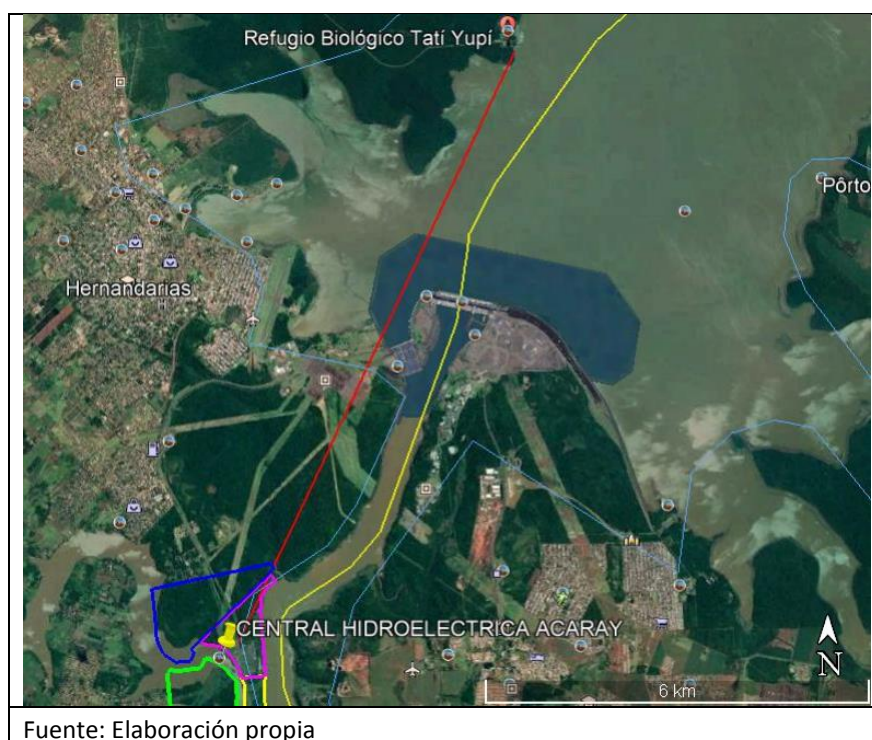 Refugio Biológico Tatí Yupí
Pôrto
Hernandarias
CENTRAL HIDROELECTRICA ACARAY
N
6 km
Fuente: Elaboración propia